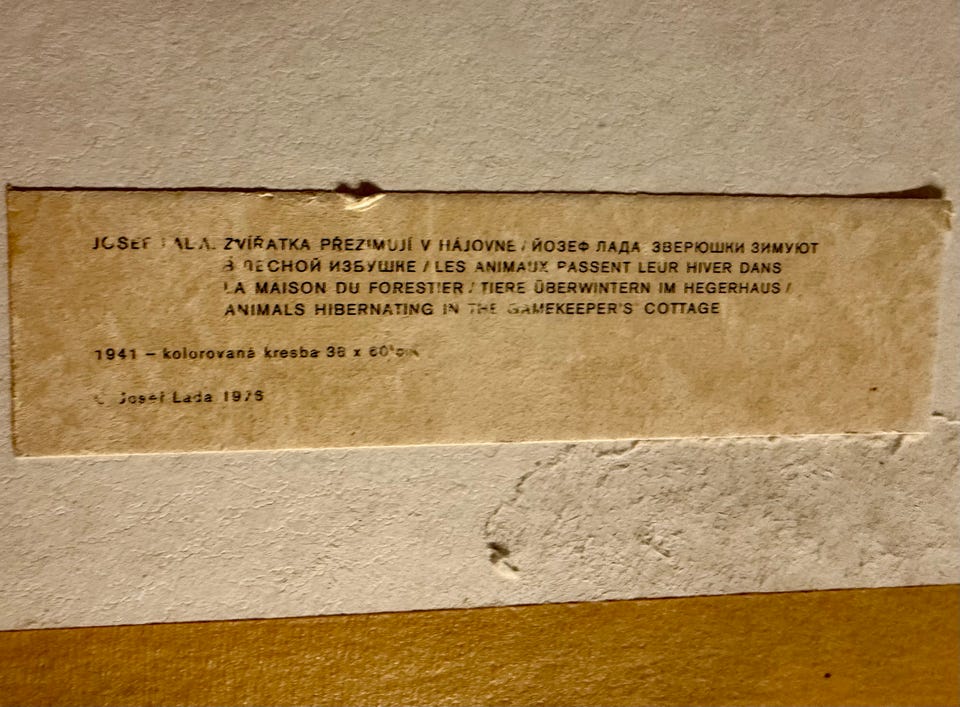 JOSEF LADA: ZVÍŘATKA PŘEZIMUJÍ V HÁJOVNE / ЙОЗЕФ ЛАДА ЗВЕРЮШКИ ЗИМУЮТ
В ЛЕСНОЙ ИЗБУШКЕ / LES ANIMAUX PASSENT LEUR HIVER DANS
LA MAISON DU FORESTIER / TIERE ÜBERWINTERN IM HEGERHAUS /
ANIMALS HIBERNATING IN THE GAMEKEEPER'S COTTAGE
1941 – kolorovaná kresba 38 x 60 cm
© Josef Lada 1976